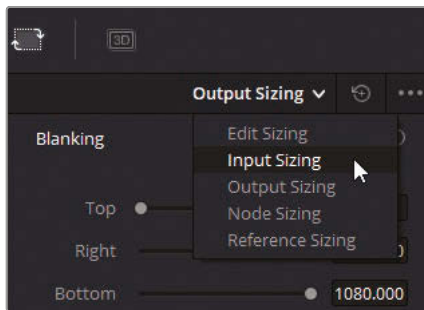 3D
Output Sizing
Blanking
Edit Sizing
Input Sizing
Output Sizing
Top
Node Sizing
Right
Reference Sizing
Bottom 1080.000